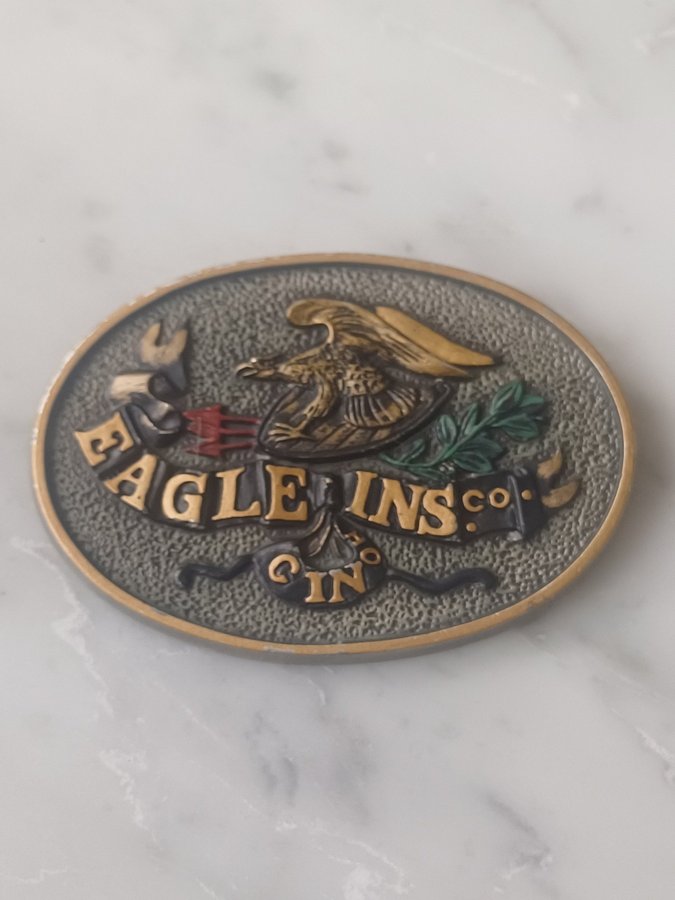 EAGLE INS. CO.
CIN. O